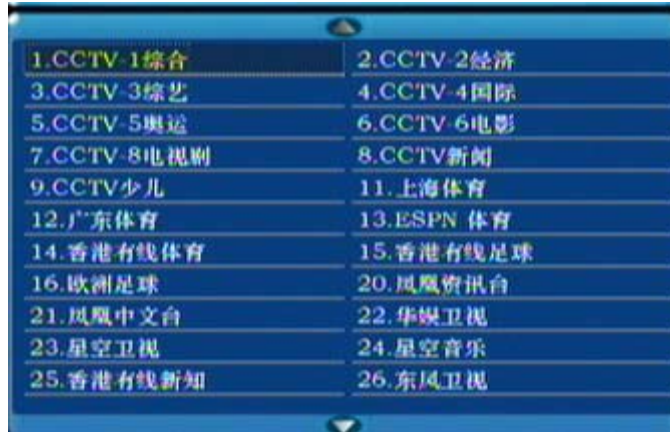 1.CCTV-1综合
2.CCTV-2经济
3.CCTV-3综艺
4.CCTV-4国际
5.CCTV-5奥运
6.CCTV-6电影
7.CCTV-8电视剧
8.CCTV新闻
9.CCTV少儿
11.上海体育
12.广东体育
13.ESPN 体育
14.香港有线体育
15.香港有线足球
16.欧洲足球
20.凤凰资讯台
21.凤凰中文台
22.华娱卫视
23.星空卫视
24.星空音乐
25.香港有线新知
26.东风卫视